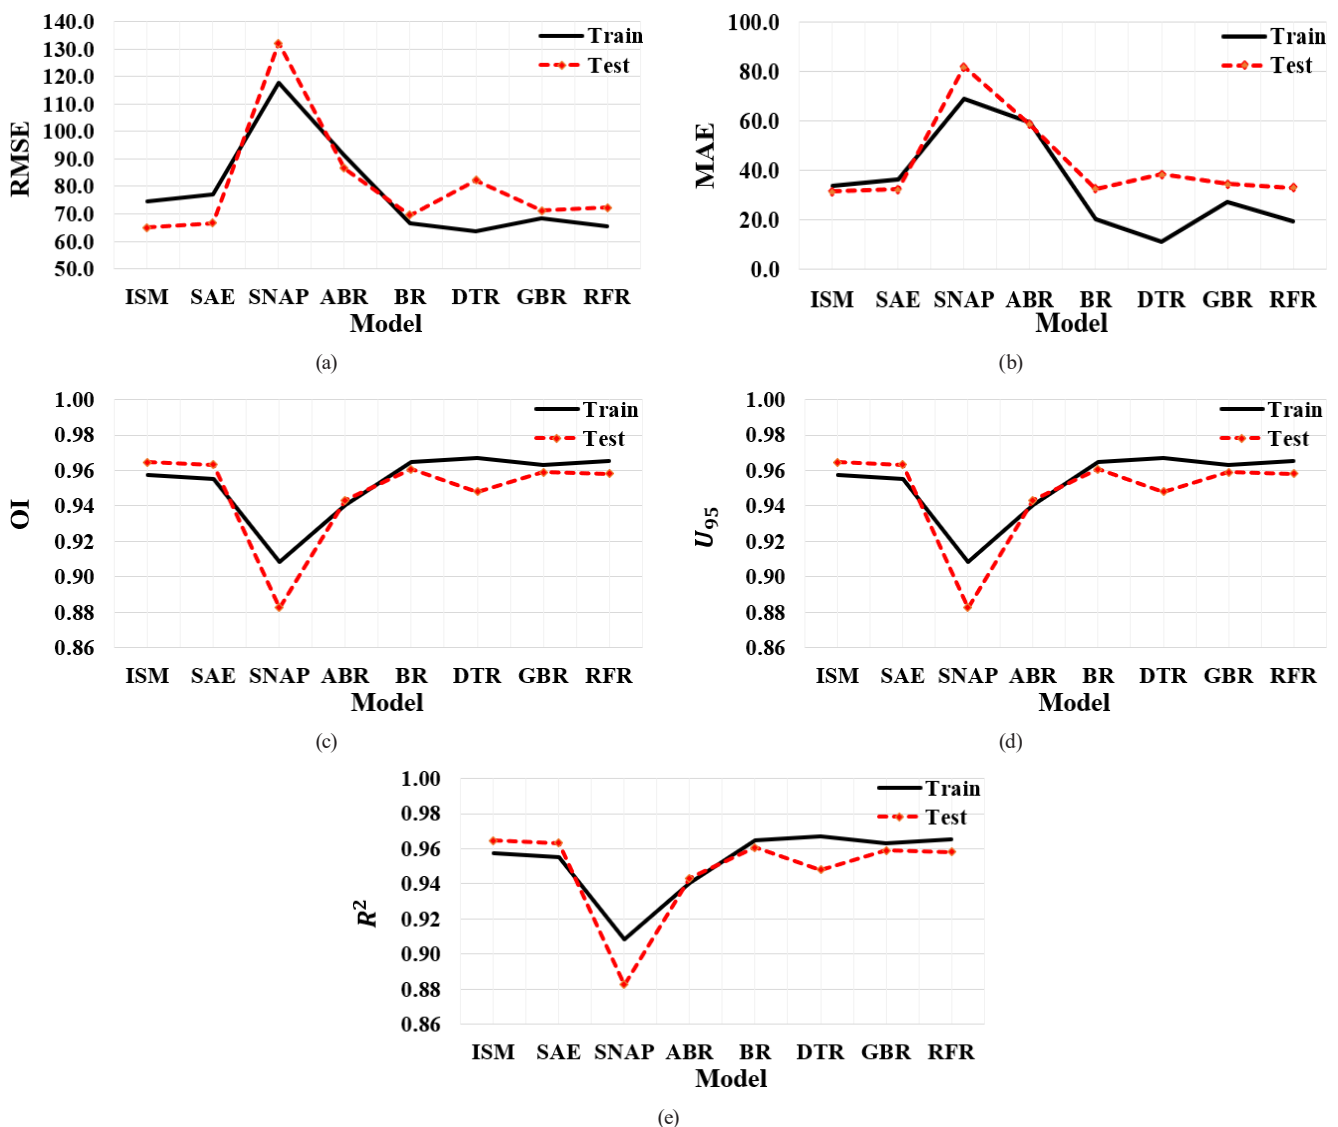 140.0
130.0
120.0
110.0
100.0
90.0
80.0
70.0
60.0
50.0
RMSE
Train
Test
ISM SAE SNAP ABR BR DTR GBR RFR
Model
(a)
100.0
80.0
60.0
40.0
20.0
0.0
MAE
Train
Test
ISM SAE SNAP ABR BR DTR GBR RFR
Model
(b)
1.00
0.98
0.96
0.94
0.92
0.90
0.88
0.86
OI
Train
Test
ISM SAE SNAP ABR BR DTR GBR RFR
Model
(c)
1.00
0.98
0.96
0.94
0.92
0.90
0.88
0.86
U95
Train
Test
ISM SAE SNAP ABR BR DTR GBR RFR
Model
(d)
1.00
0.98
0.96
0.94
0.92
0.90
0.88
0.86
R²
Train
Test
ISM SAE SNAP ABR BR DTR GBR RFR
Model
(e)